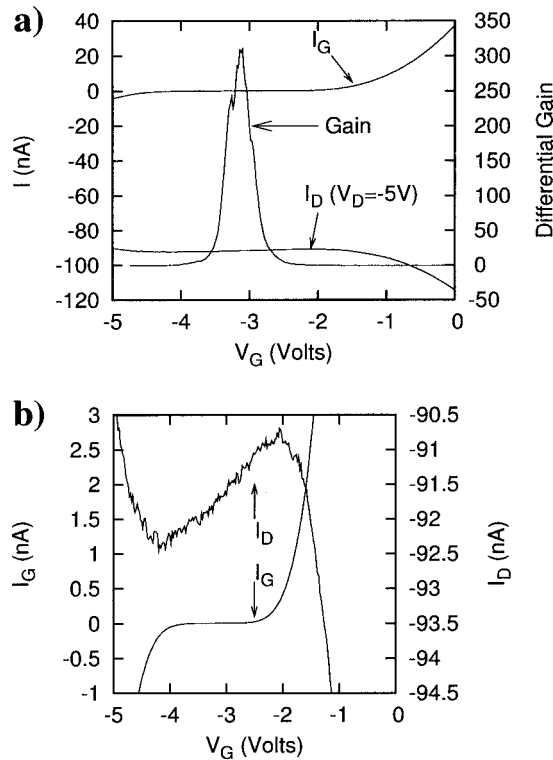 a)
40
20
0
-20
-40
-60
-80
-100
-120
I (nA)
350
300
250
200
150
100
50
0
-50
Differential Gain
I_G
Gain
I_D (V_D=-5V)
-5 -4 -3 -2 -1 0
V_G (Volts)
b)
3
2.5
2
1.5
1
0.5
0
-0.5
-1
I_G (nA)
-90.5
-91
-91.5
-92
-92.5
-93
-93.5
-94
-94.5
I_D (nA)
I_D
I_G
-5 -4 -3 -2 -1 0
V_G (Volts)